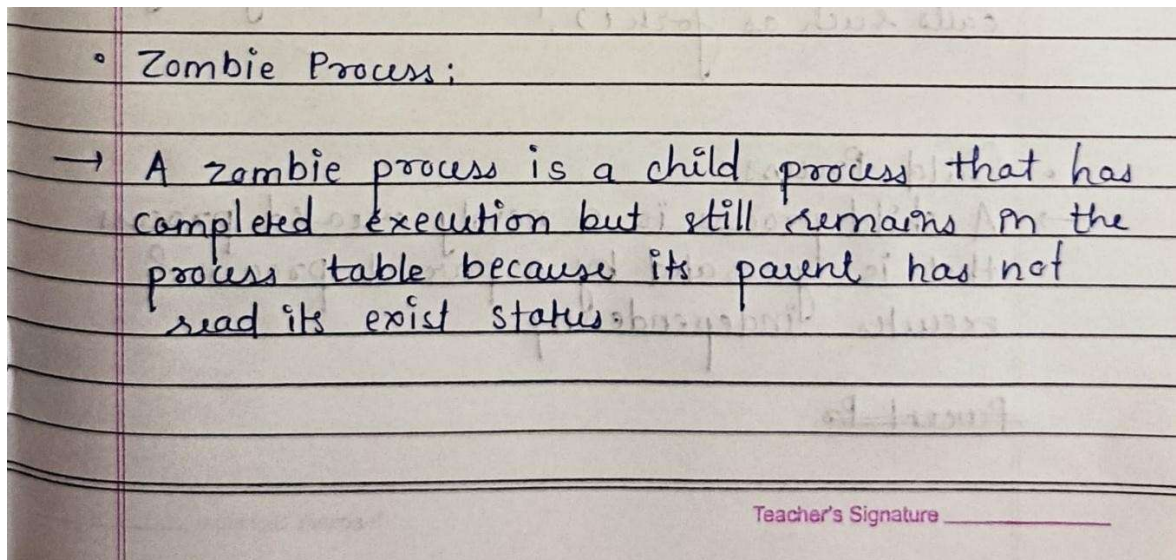 • Zombie Process:
→ A zombie process is a child process that has
completed execution but still remains in the
process table because its parent has not
read its exist status.
Teacher's Signature